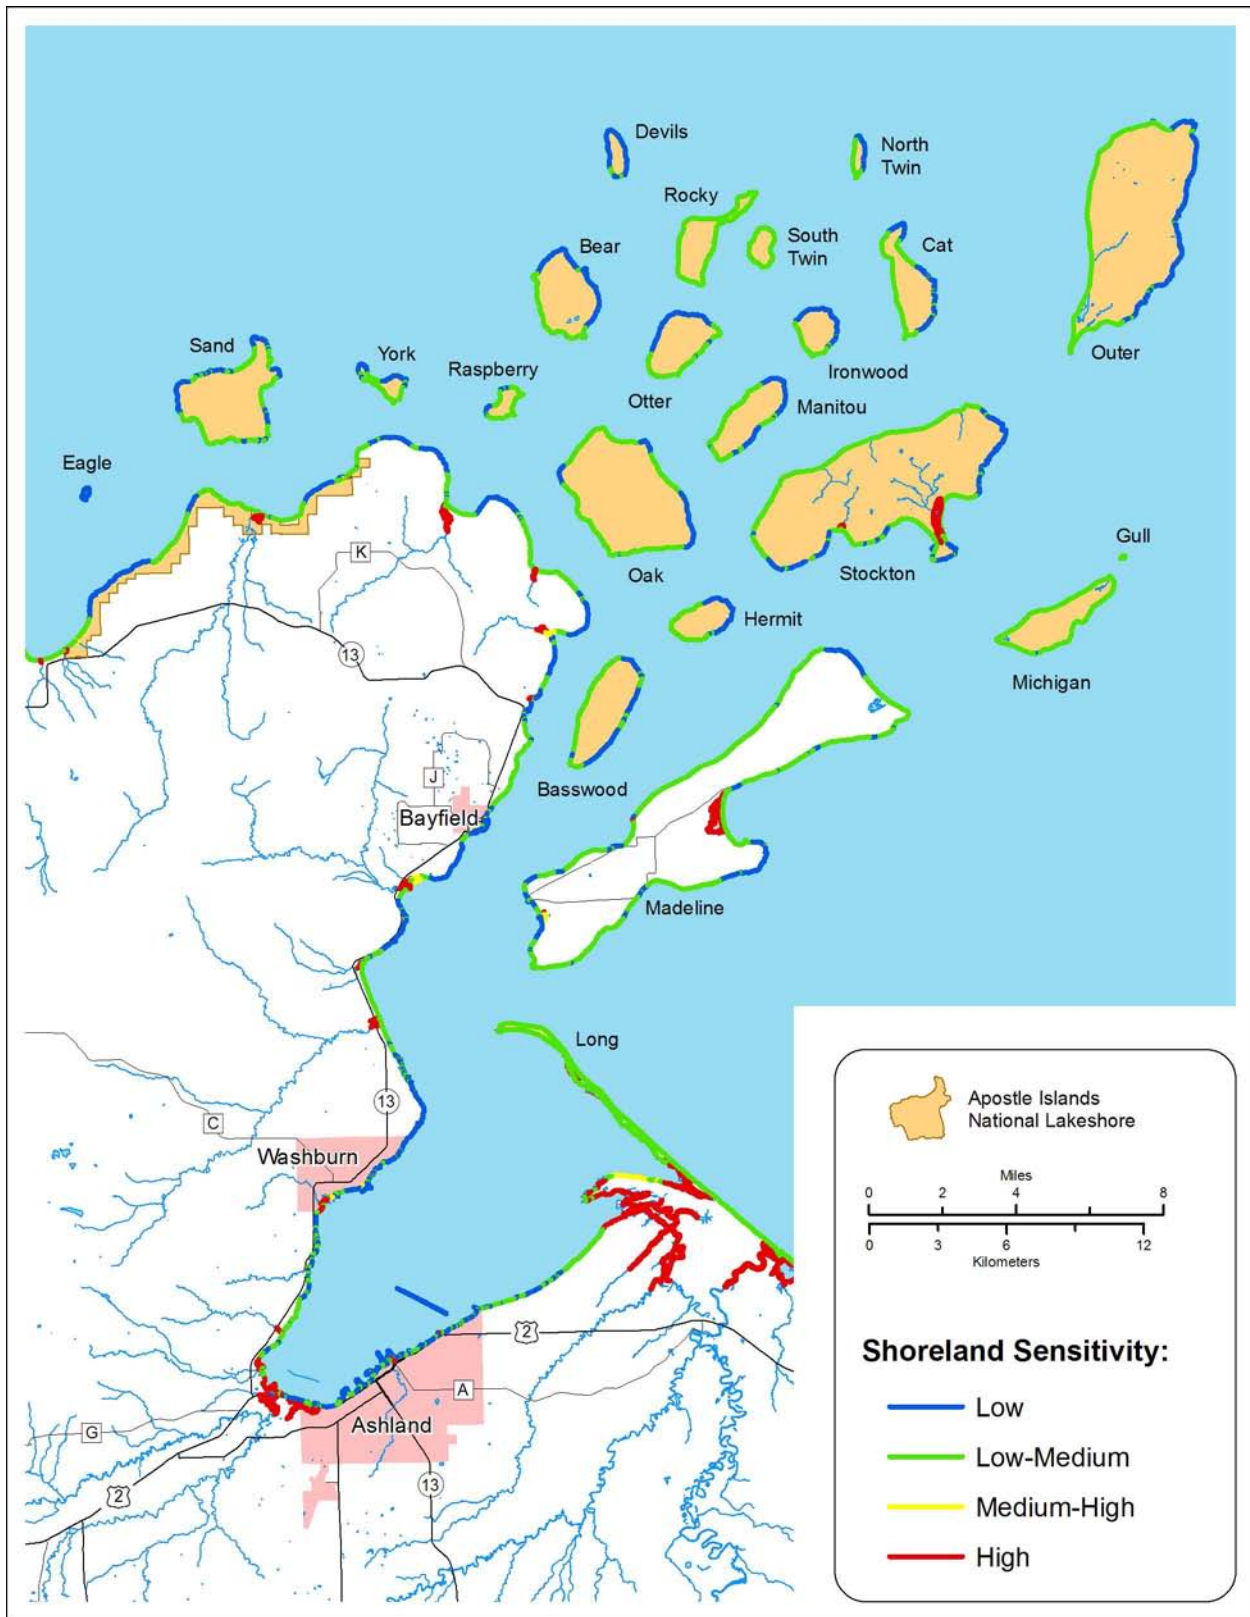 Devils
North
Twin
Rocky
South
Twin
Bear
Cat
Sand
York
Raspberry
Ironwood
Outer
Otter
Manitou
Eagle
K
Oak
Stockton
Gull
Hermit
13
Michigan
J
Basswood
Bayfield
Madeline
Long
13
C
Washburn
2
A
Ashland
G
13
2
Apostle Islands
National Lakeshore
Miles
0 2 4 8
0 3 6 12
Kilometers
Shoreland Sensitivity:
Low
Low-Medium
Medium-High
High